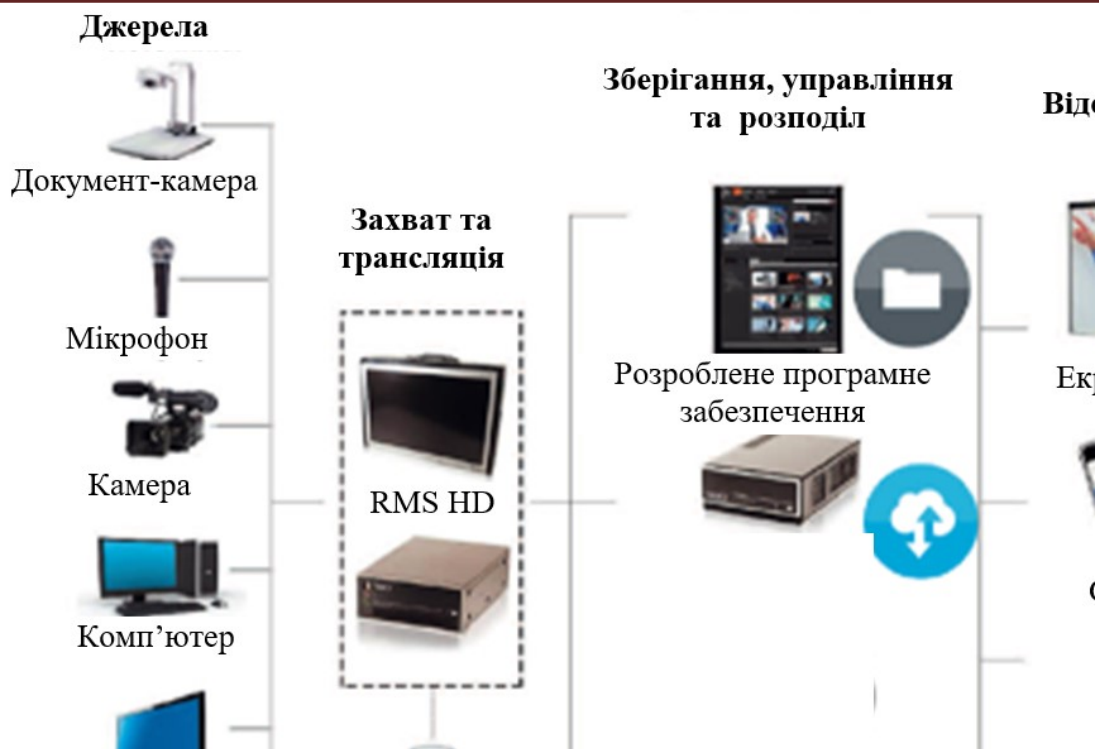 Джерела
Документ-камера
Мікрофон
Камера
Комп’ютер
Захват та
трансляція
RMS HD
Зберігання, управління
та розподіл
Розроблене програмне
забезпечення